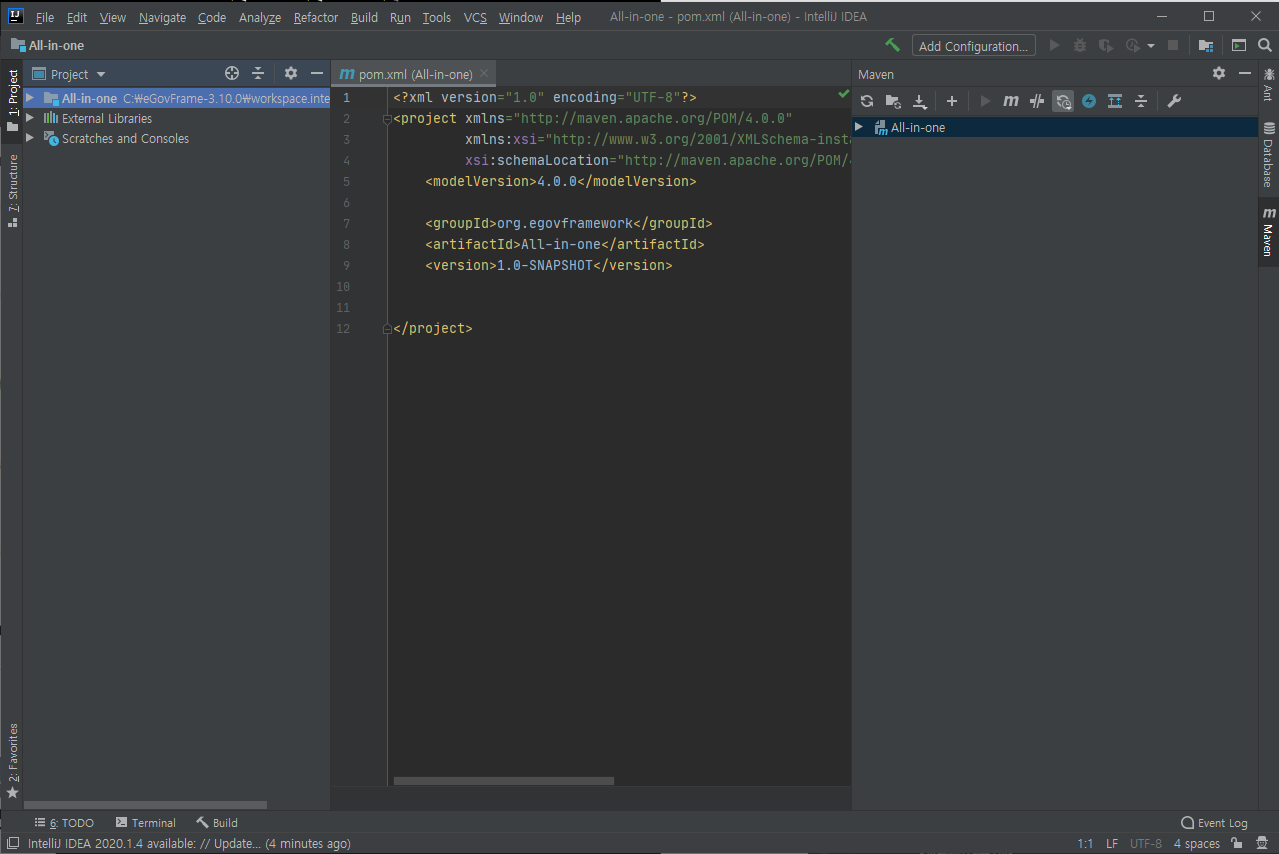 File Edit View Navigate Code Analyze Refactor Build Run Tools VCS Window Help All-in-one - pom.xml (All-in-one) - IntelliJ IDEA
All-in-one
Add Configuration...
1: Project
7: Structure
2: Favorites
Project
All-in-one C:₩eGovFrame-3.10.0₩workspace.inte
External Libraries
Scratches and Consoles
m pom.xml (All-in-one)
1 <?xml version="1.0" encoding="UTF-8"?>
2 <project xmlns="http://maven.apache.org/POM/4.0.0"
3 xmlns:xsi="http://www.w3.org/2001/XMLSchema-inst
4 xsi:schemaLocation="http://maven.apache.org/POM/
5 <modelVersion>4.0.0</modelVersion>
6
7 <groupId>org.egovframework</groupId>
8 <artifactId>All-in-one</artifactId>
9 <version>1.0-SNAPSHOT</version>
10
11
12 </project>
Maven
m
All-in-one
Ant
Database
m Maven
6: TODO Terminal Build Event Log
IntelliJ IDEA 2020.1.4 available: // Update... (4 minutes ago) 1:1 LF UTF-8 4 spaces